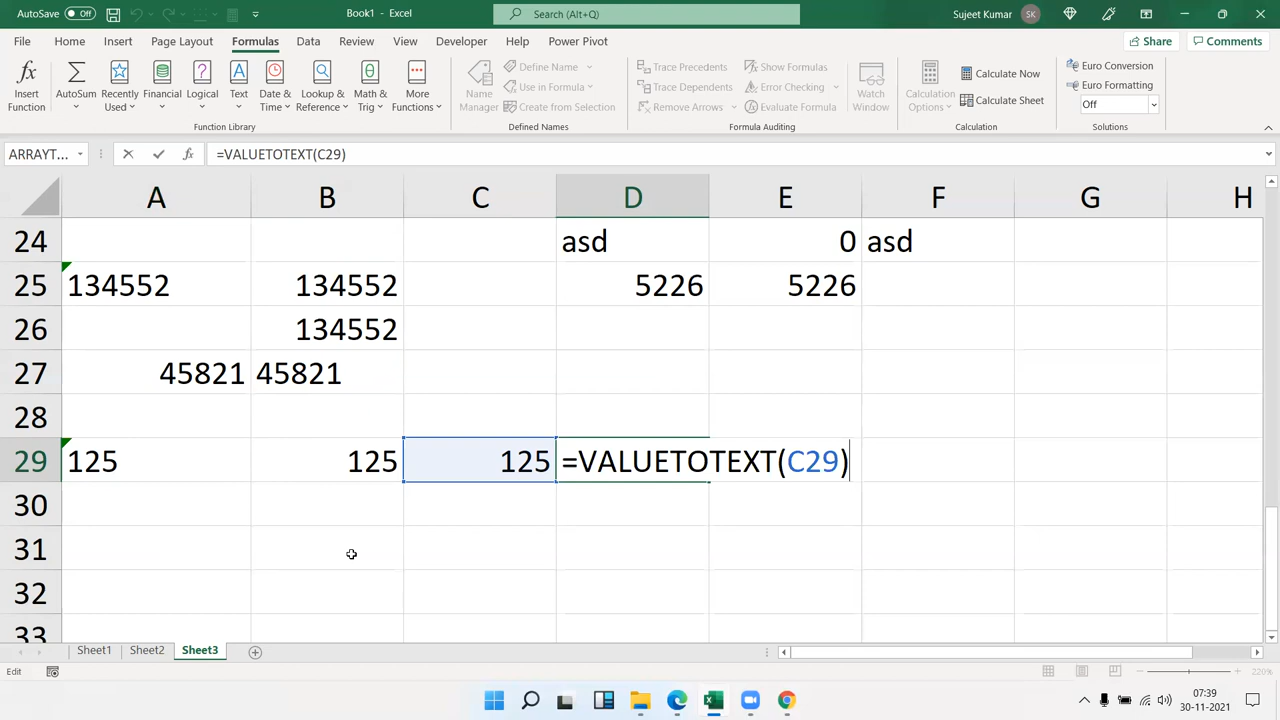 AutoSave Off Book1 - Excel Search (Alt+Q) Sujeet Kumar SK
File Home Insert Page Layout Formulas Data Review View Developer Help Power Pivot Share Comments
Insert Function AutoSum Recently Used Financial Logical Text Date & Time Lookup & Reference Math & Trig More Functions
Function Library
Name Manager Define Name Use in Formula Create from Selection
Defined Names
Trace Precedents Trace Dependents Remove Arrows Show Formulas Error Checking Evaluate Formula
Formula Auditing
Watch Window
Calculation Options Calculate Now Calculate Sheet
Calculation
Euro Conversion Euro Formatting Off
Solutions
ARRAYT... fx =VALUETOTEXT(C29)
A B C D E F G H
24 asd 0 asd
25 134552 134552 5226 5226
26 134552
27 45821 45821
28
29 125 125 125 =VALUETOTEXT(C29)
30
31
32
33
Sheet1 Sheet2 Sheet3
Edit 220%
07:39
30-11-2021